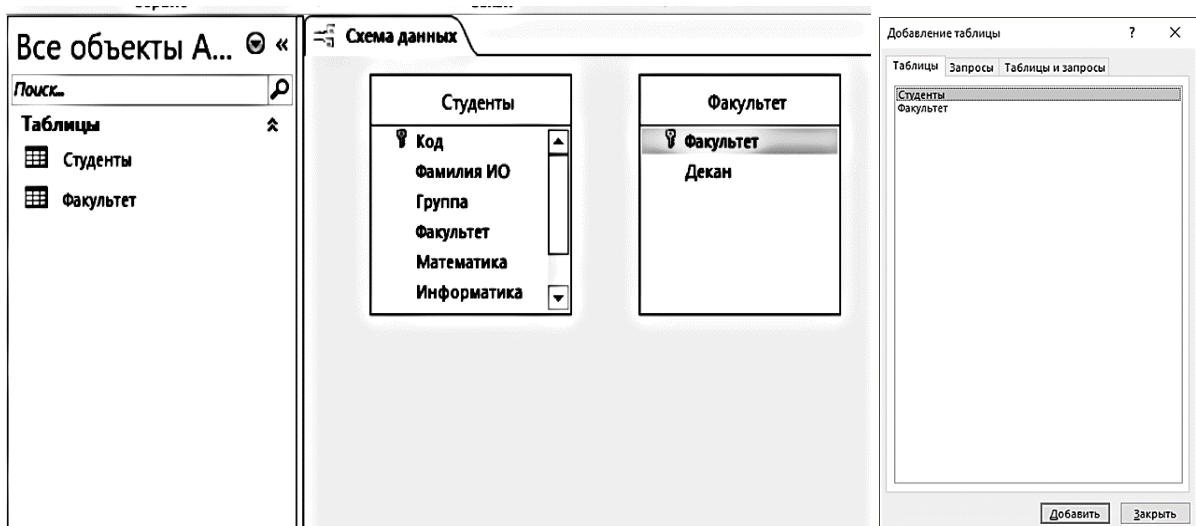 Все объекты А... «
Поиск...
Таблицы
Студенты
Факультет
Схема данных
Студенты
Код
Фамилия ИО
Группа
Факультет
Математика
Информатика
Факультет
Факультет
Декан
Добавление таблицы ? ×
Таблицы Запросы Таблицы и запросы
Студенты
Факультет
Добавить Закрыть